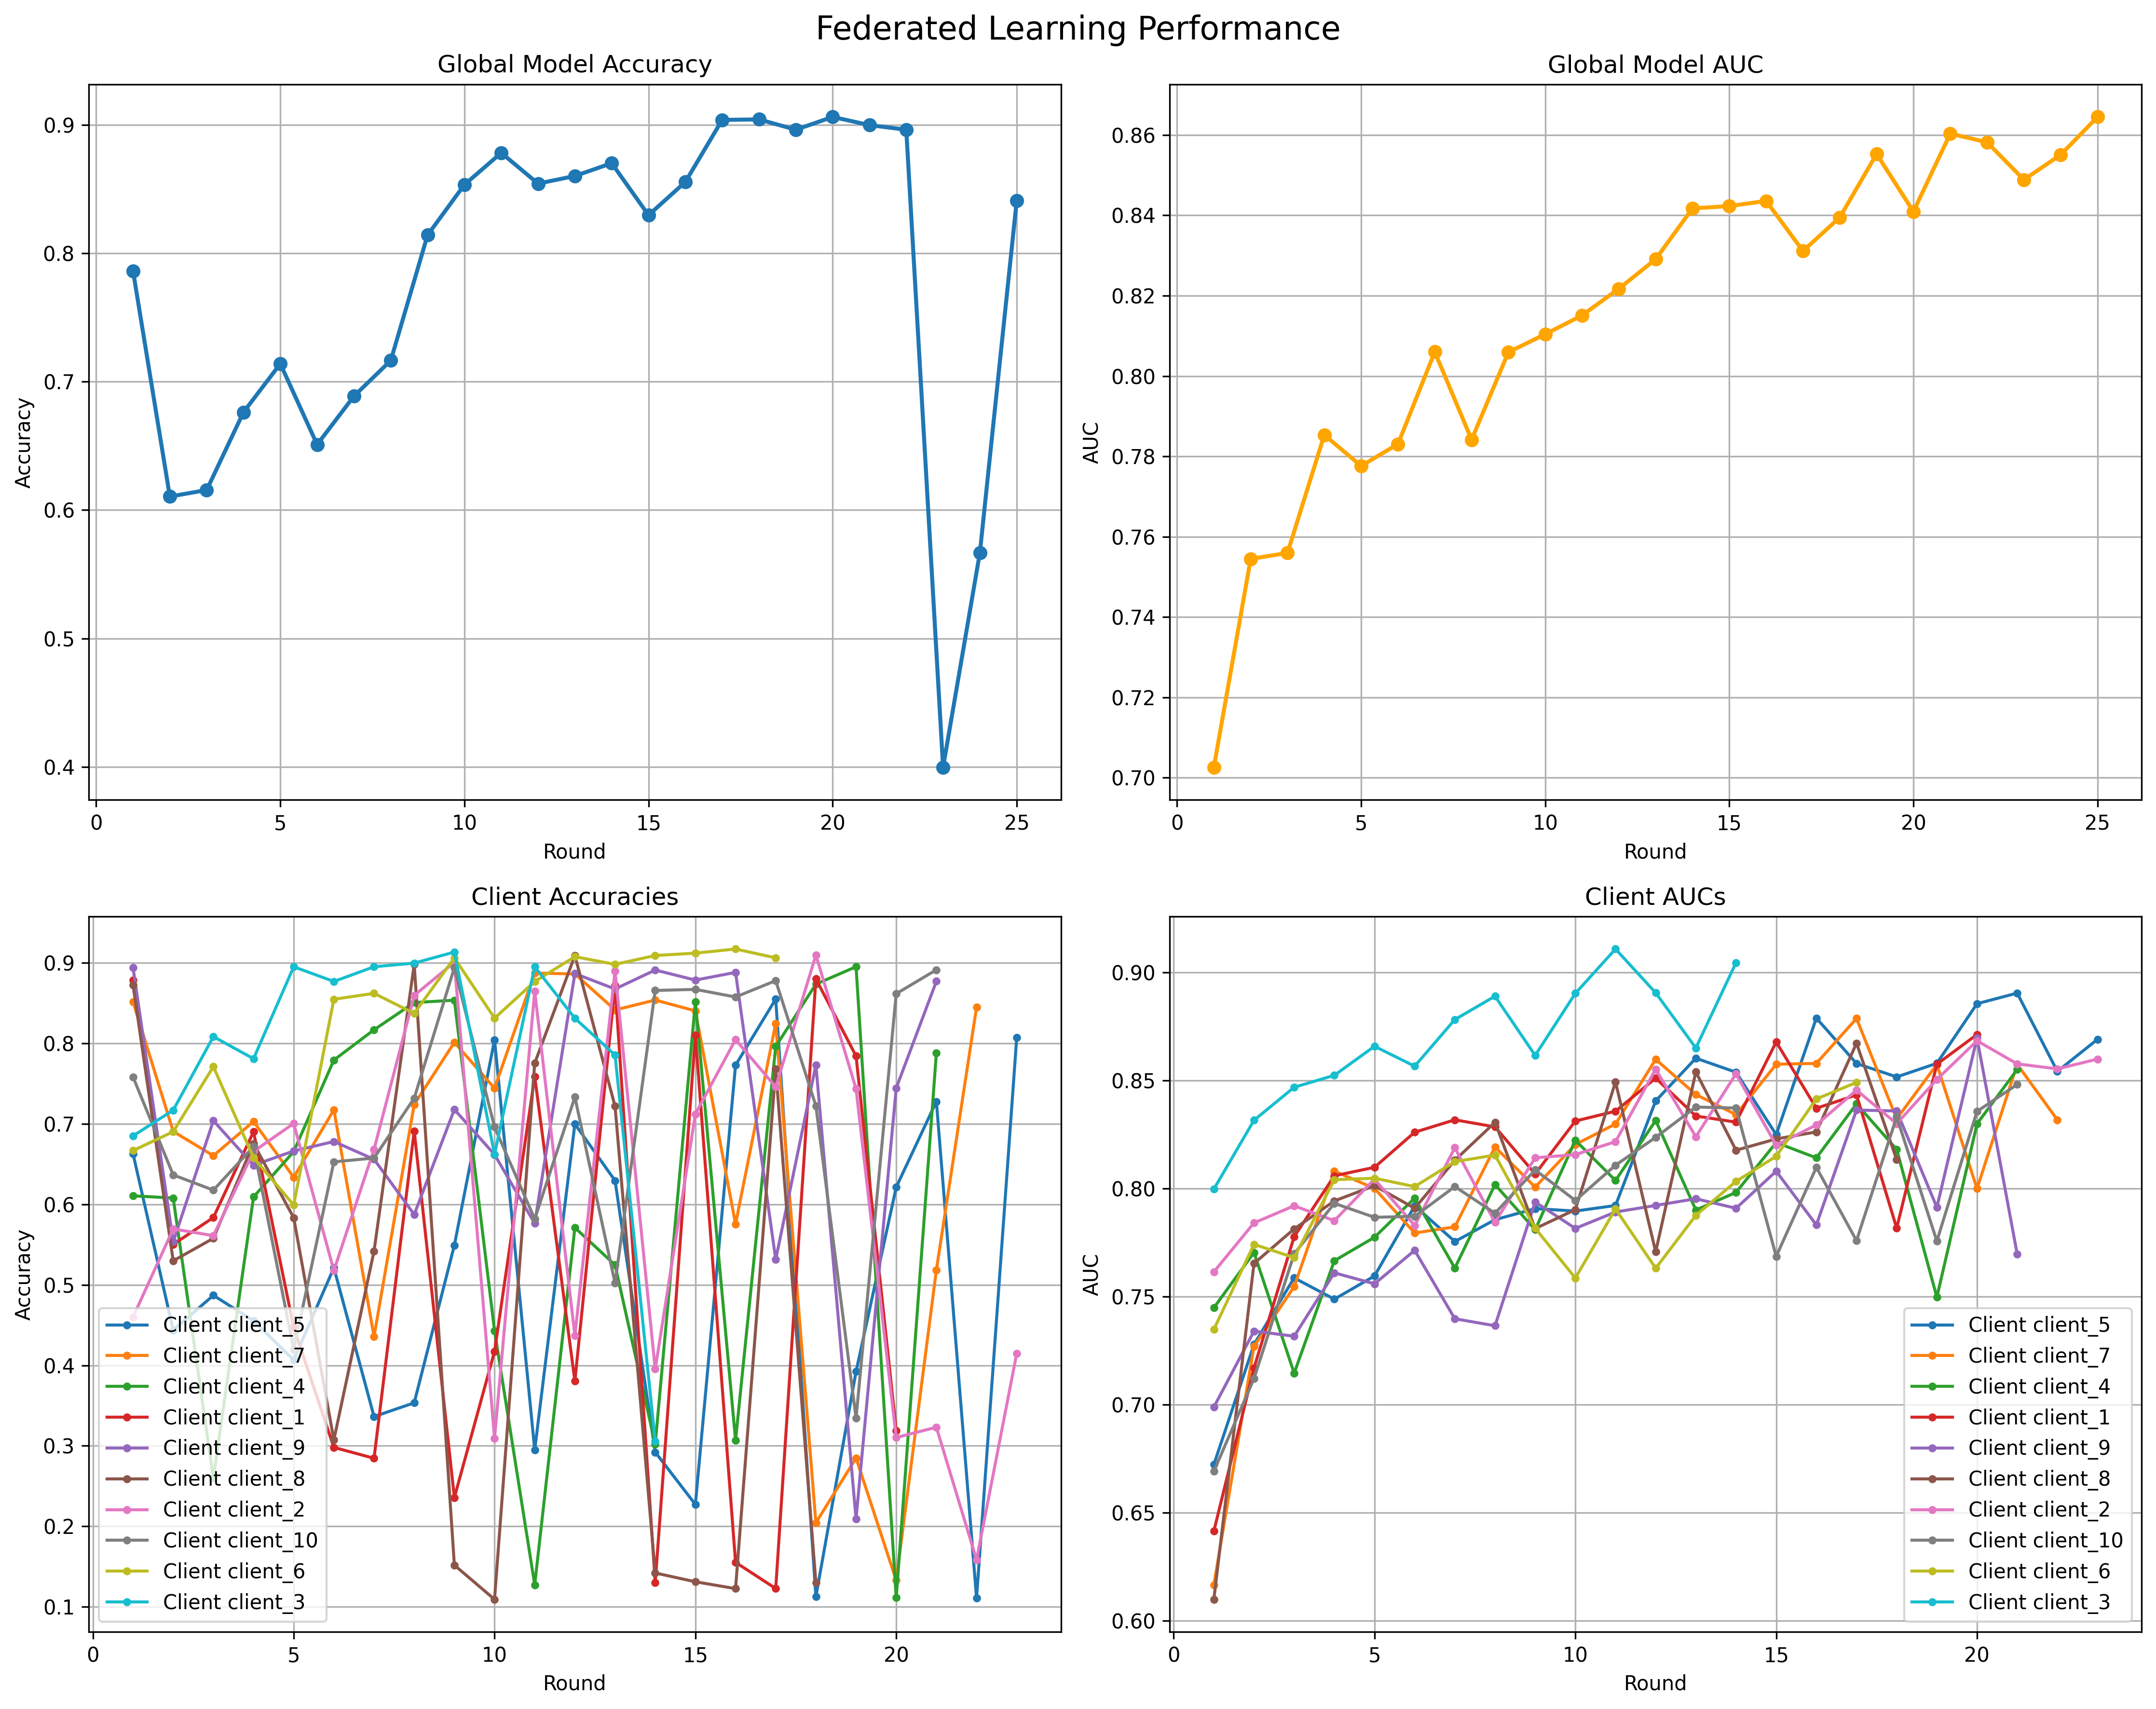 Federated Learning Performance
Global Model Accuracy
Accuracy
0.9
0.8
0.7
0.6
0.5
0.4
0
5
10
15
20
25
Round
Global Model AUC
AUC
0.86
0.84
0.82
0.80
0.78
0.76
0.74
0.72
0.70
0
5
10
15
20
25
Round
Client Accuracies
Accuracy
0.9
0.8
0.7
0.6
0.5
0.4
0.3
0.2
0.1
Client client_5
Client client_7
Client client_4
Client client_1
Client client_9
Client client_8
Client client_2
Client client_10
Client client_6
Client client_3
0
5
10
15
20
Round
Client AUCs
AUC
0.90
0.85
0.80
0.75
0.70
0.65
0.60
Client client_5
Client client_7
Client client_4
Client client_1
Client client_9
Client client_8
Client client_2
Client client_10
Client client_6
Client client_3
0
5
10
15
20
Round